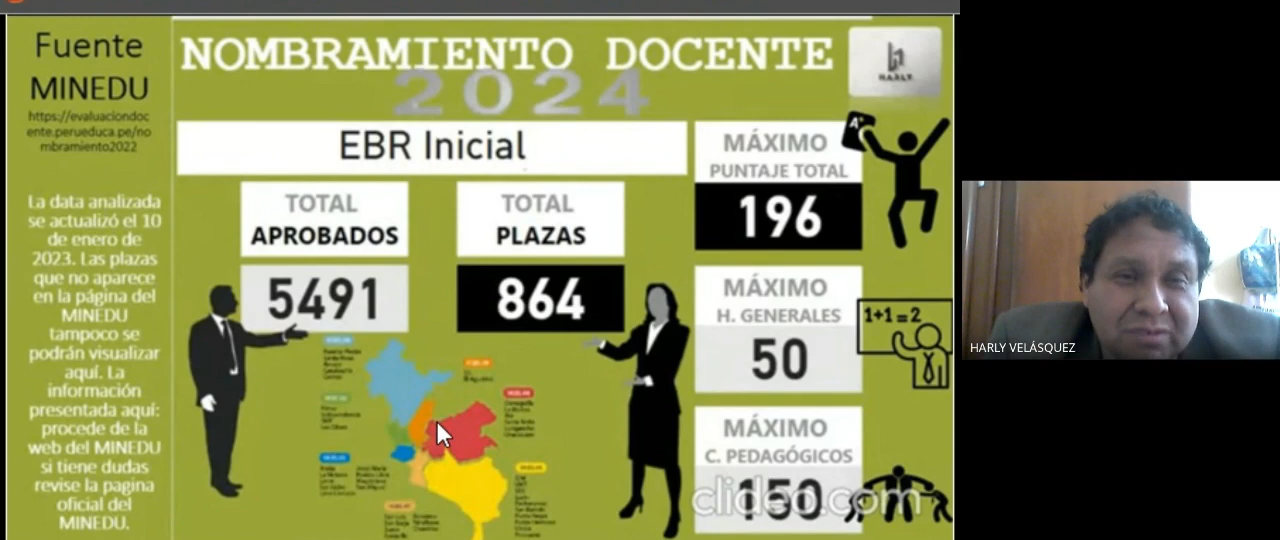 Fuente
MINEDU
https://evaluaciondoc
ente.perueduca.pe/no
mbramiento2022
La data analizada
se actualizó el 10
de enero de
2023. Las plazas
que no aparece
en la página del
MINEDU
tampoco se
podrán visualizar
aquí. La
información
presentada aquí:
procede de la
web del MINEDU
si tiene dudas
revise la pagina
oficial del
MINEDU.
NOMBRAMIENTO DOCENTE
2024
HARLY
EBR Inicial
TOTAL
APROBADOS
5491
TOTAL
PLAZAS
864
MÁXIMO
PUNTAJE TOTAL
196
A+
MÁXIMO
H. GENERALES
50
1+1=2
MÁXIMO
C. PEDAGÓGICOS
150
clideo.com
HARLY VELÁSQUEZ